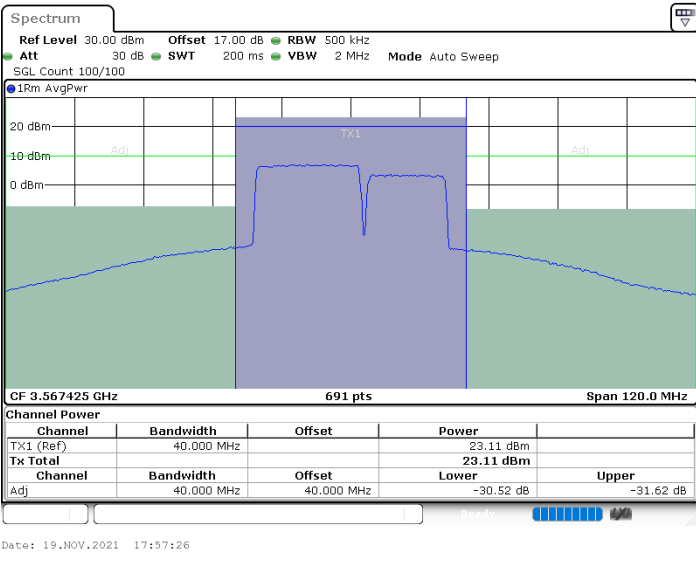 Spectrum
Ref Level 30.00 dBm Offset 17.00 dB RBW 500 kHz
Att 30 dB SWT 200 ms VBW 2 MHz Mode Auto Sweep
SGL Count 100/100
1Rm AvgPwr
20 dBm
TX1
Adj Adj
10 dBm
0 dBm
CF 3.567425 GHz 691 pts Span 120.0 MHz
Channel Power
Channel Bandwidth Offset Power
TX1 (Ref) 40.000 MHz 23.11 dBm
Tx Total 23.11 dBm
Channel Bandwidth Offset Lower Upper
Adj 40.000 MHz 40.000 MHz -30.52 dB -31.62 dB
Ready
Date: 19.NOV.2021 17:57:26